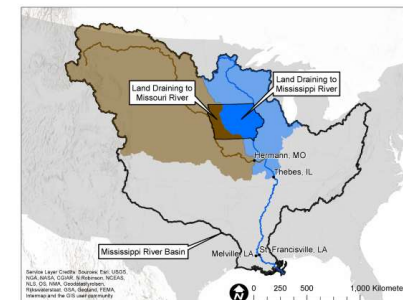 Land Draining to
Missouri River
Land Draining to
Mississippi River
Hermann, MO
Thebes, IL
Mississippi River Basin
Melville, LA
St. Francisville, LA
Service Layer Credits: Sources: Esri, USGS,
NGA, NASA, CGIAR, N Robinson, NCEAS,
NLS, OS, NMA, Geodatastyrelsen,
Rijkswaterstaat, GSA, Geoland, FEMA,
Intermap and the GIS user community
0 250 500 1,000 Kilometers